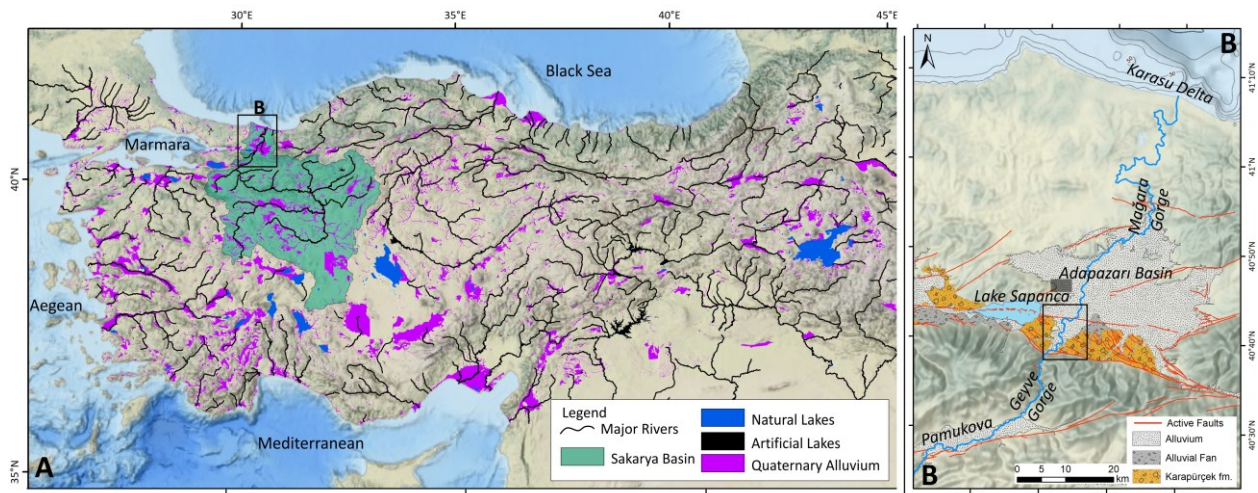 30°E
35°E
40°E
45°E
Black Sea
B
Marmara
40°N
Aegean
Mediterranean
35°N
A
Legend
Major Rivers
Sakarya Basin
Natural Lakes
Artificial Lakes
Quaternary Alluvium
N
B
Karasu Delta
41°10'N
41°N
Mağara
Gorge
40°50'N
Adapazarı Basin
Lake Sapanca
40°40'N
Geyve
Gorge
Pamukova
40°30'N
Active Faults
Alluvium
Alluvial Fan
Karapürçek fm.
km
0 5 10 20
B